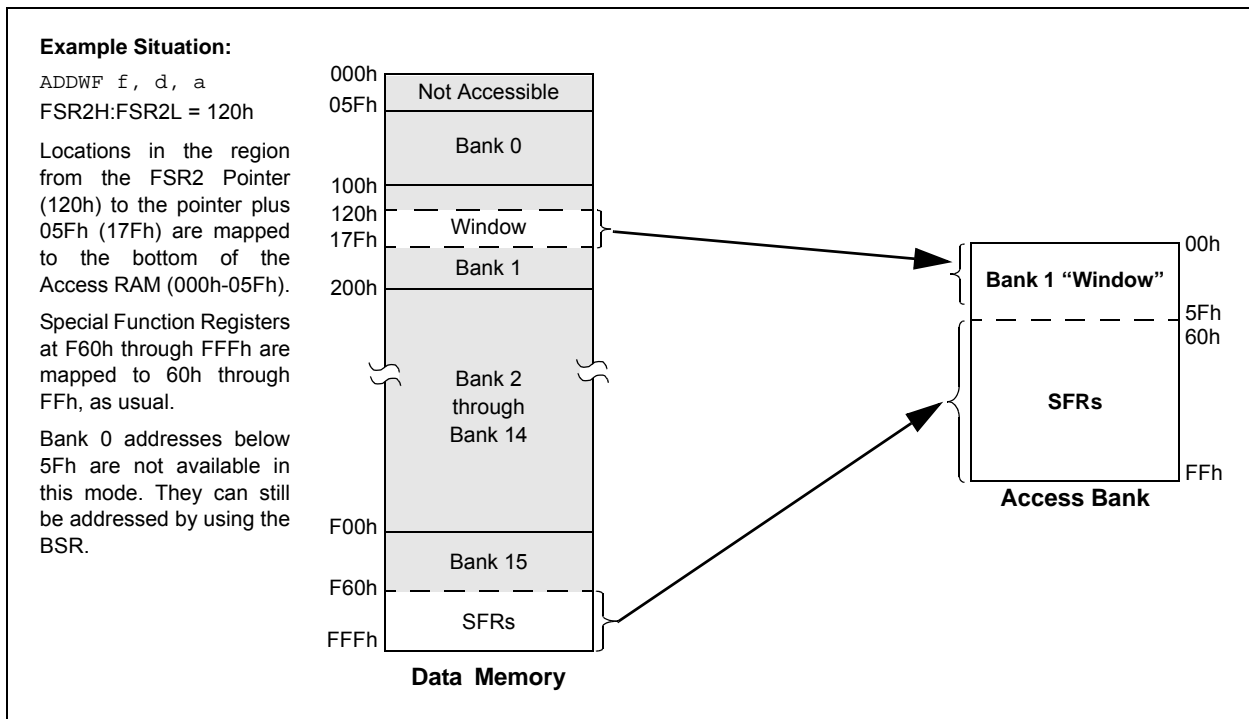 Example Situation:
ADDWF f, d, a
FSR2H:FSR2L = 120h
Locations in the region
from the FSR2 Pointer
(120h) to the pointer plus
05Fh (17Fh) are mapped
to the bottom of the
Access RAM (000h-05Fh).
Special Function Registers
at F60h through FFFh are
mapped to 60h through
FFh, as usual.
Bank 0 addresses below
5Fh are not available in
this mode. They can still
be addressed by using the
BSR.
000h
Not Accessible
05Fh
Bank 0
100h
120h
Window
17Fh
Bank 1
200h
Bank 2
through
Bank 14
F00h
Bank 15
F60h
SFRs
FFFh
Data Memory
00h
Bank 1 “Window”
5Fh
60h
SFRs
FFh
Access Bank